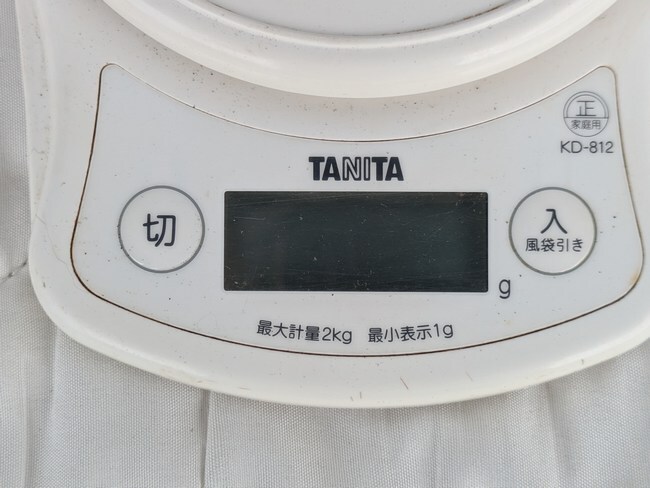 正
家庭用
KD-812
TANITA
切
入
風袋引き
g
最大計量2kg 最小表示1g